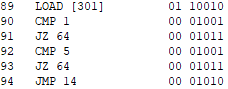 89 LOAD [301] 01 10010
90 CMP 1 00 01001
91 JZ 64 00 01011
92 CMP 5 00 01001
93 JZ 64 00 01011
94 JMP 14 00 01010